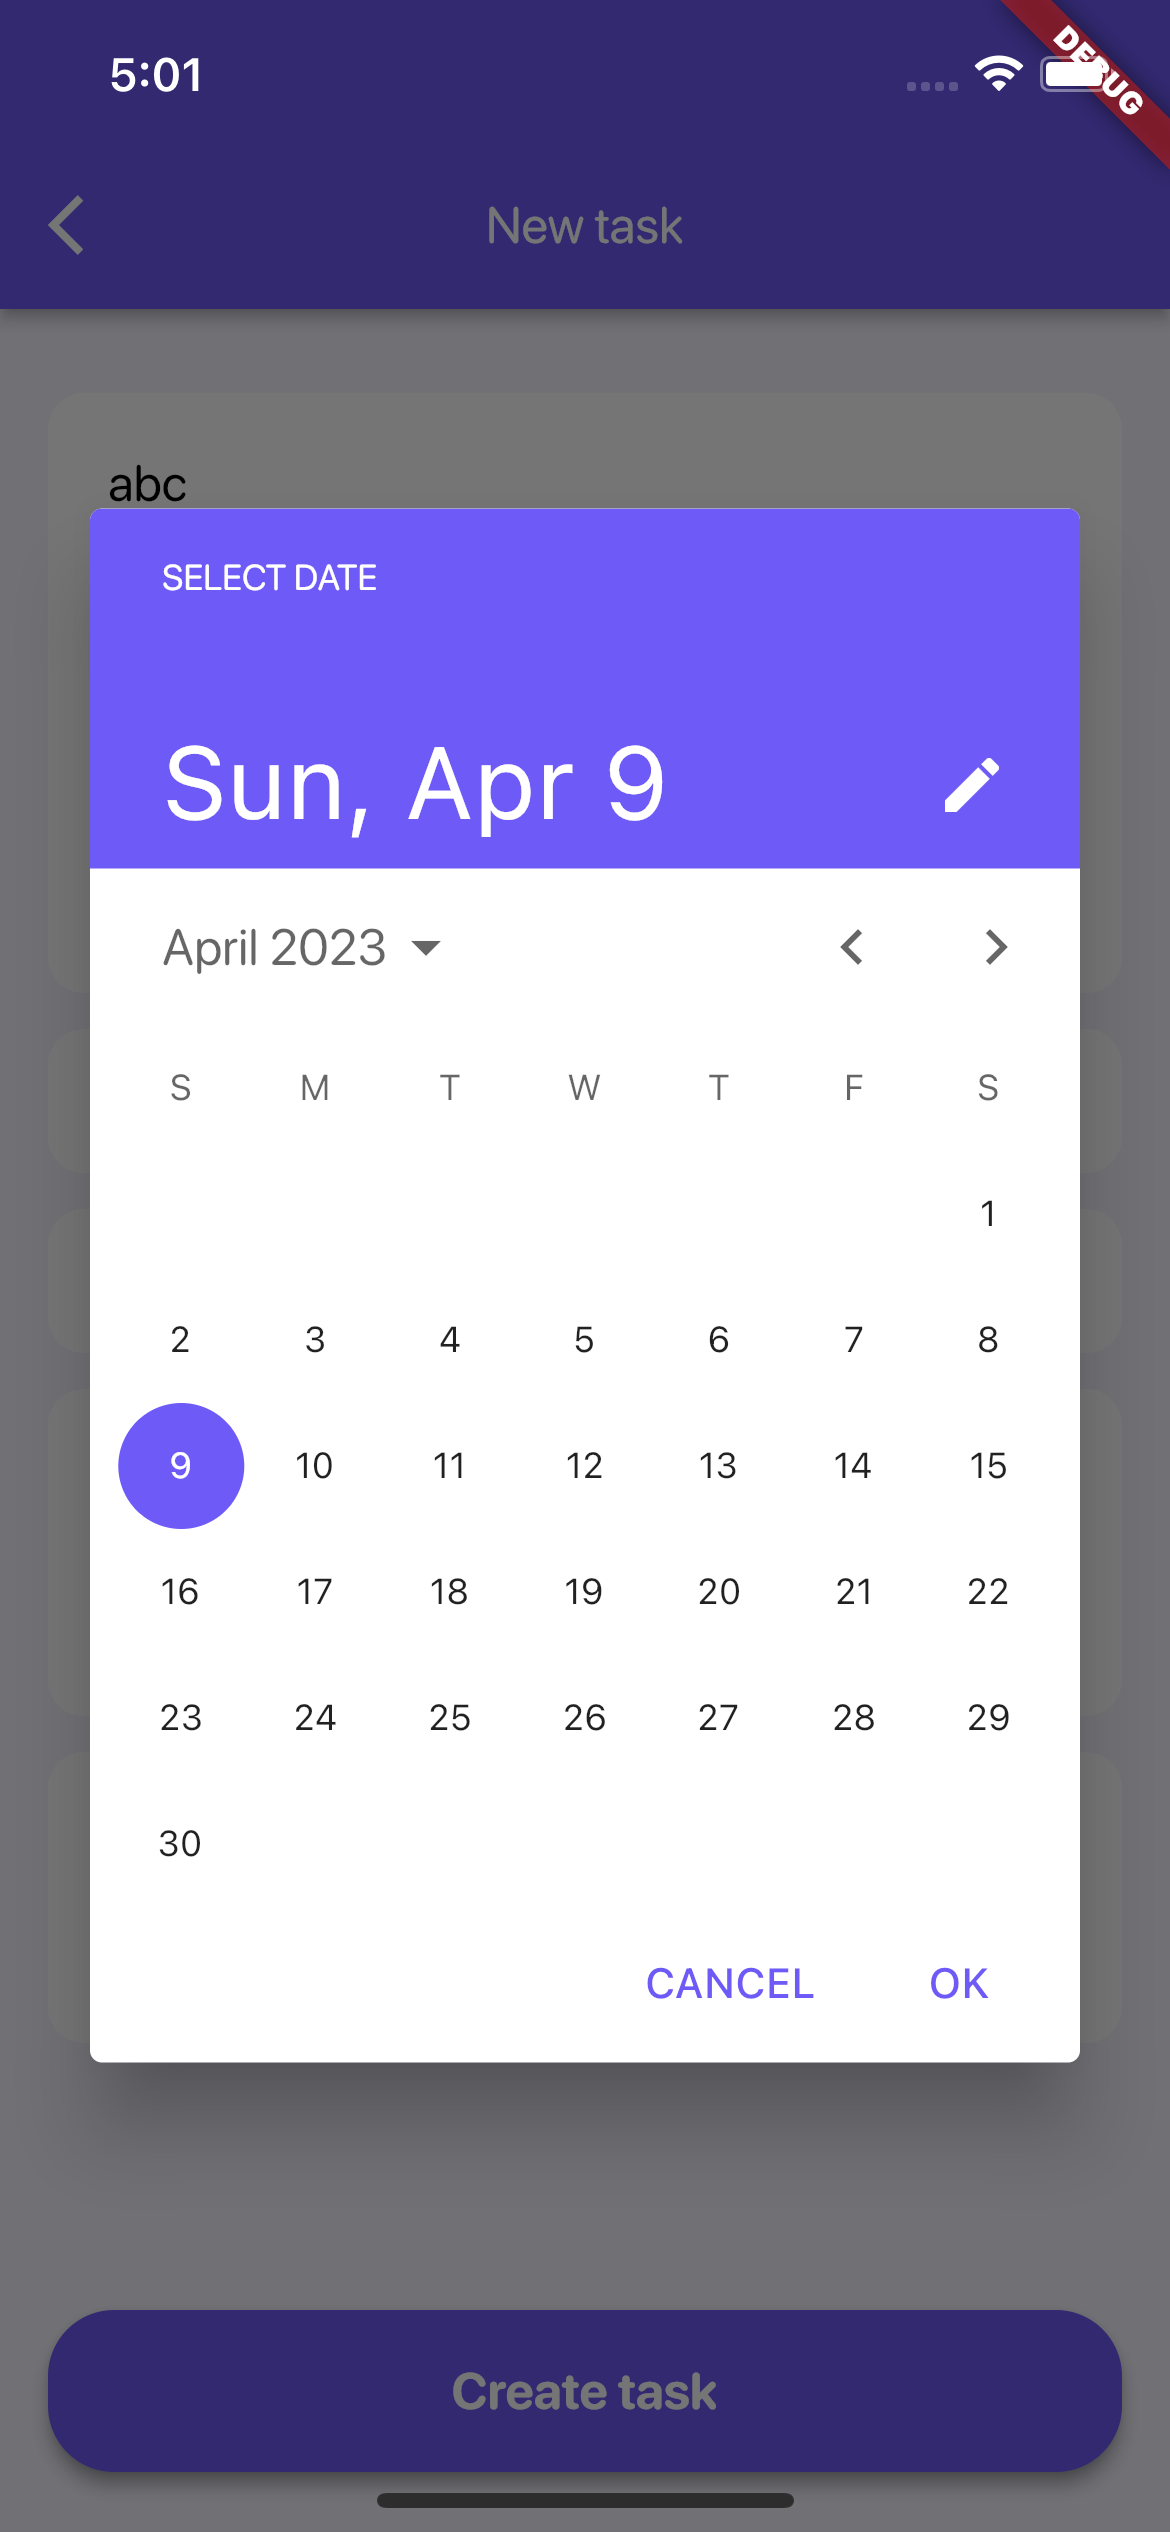 5:01
DEBUG
New task
abc
SELECT DATE
Sun, Apr 9
April 2023
S M T W T F S
1
2 3 4 5 6 7 8
9 10 11 12 13 14 15
16 17 18 19 20 21 22
23 24 25 26 27 28 29
30
CANCEL OK
Create task